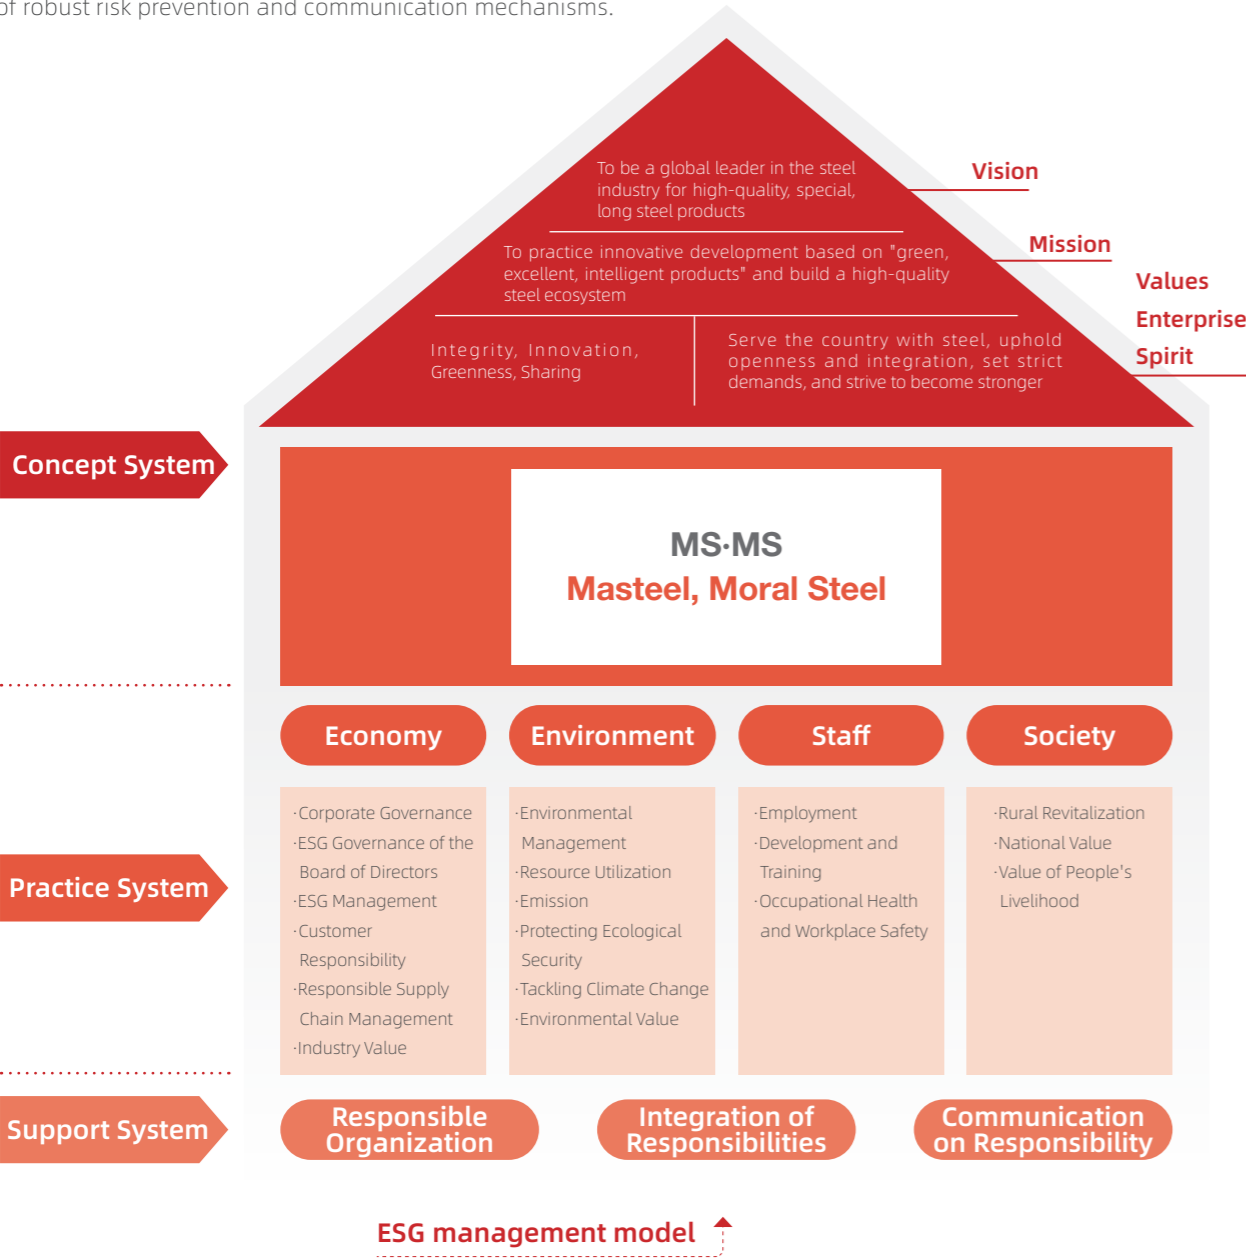 of robust risk prevention and communication mechanisms.
To be a global leader in the steel
industry for high-quality, special,
long steel products
Vision
To practice innovative development based on "green,
excellent, intelligent products" and build a high-quality
steel ecosystem
Mission
Integrity, Innovation,
Greenness, Sharing
Serve the country with steel, uphold
openness and integration, set strict
demands, and strive to become stronger
Values
Enterprise
Spirit
Concept System
MS·MS
Masteel, Moral Steel
Practice System
Economy
·Corporate Governance
·ESG Governance of the
Board of Directors
·ESG Management
·Customer
Responsibility
·Responsible Supply
Chain Management
·Industry Value
Environment
·Environmental
Management
·Resource Utilization
·Emission
·Protecting Ecological
Security
·Tackling Climate Change
·Environmental Value
Staff
·Employment
·Development and
Training
·Occupational Health
and Workplace Safety
Society
·Rural Revitalization
·National Value
·Value of People's
Livelihood
Support System
Responsible
Organization
Integration of
Responsibilities
Communication
on Responsibility
ESG management model